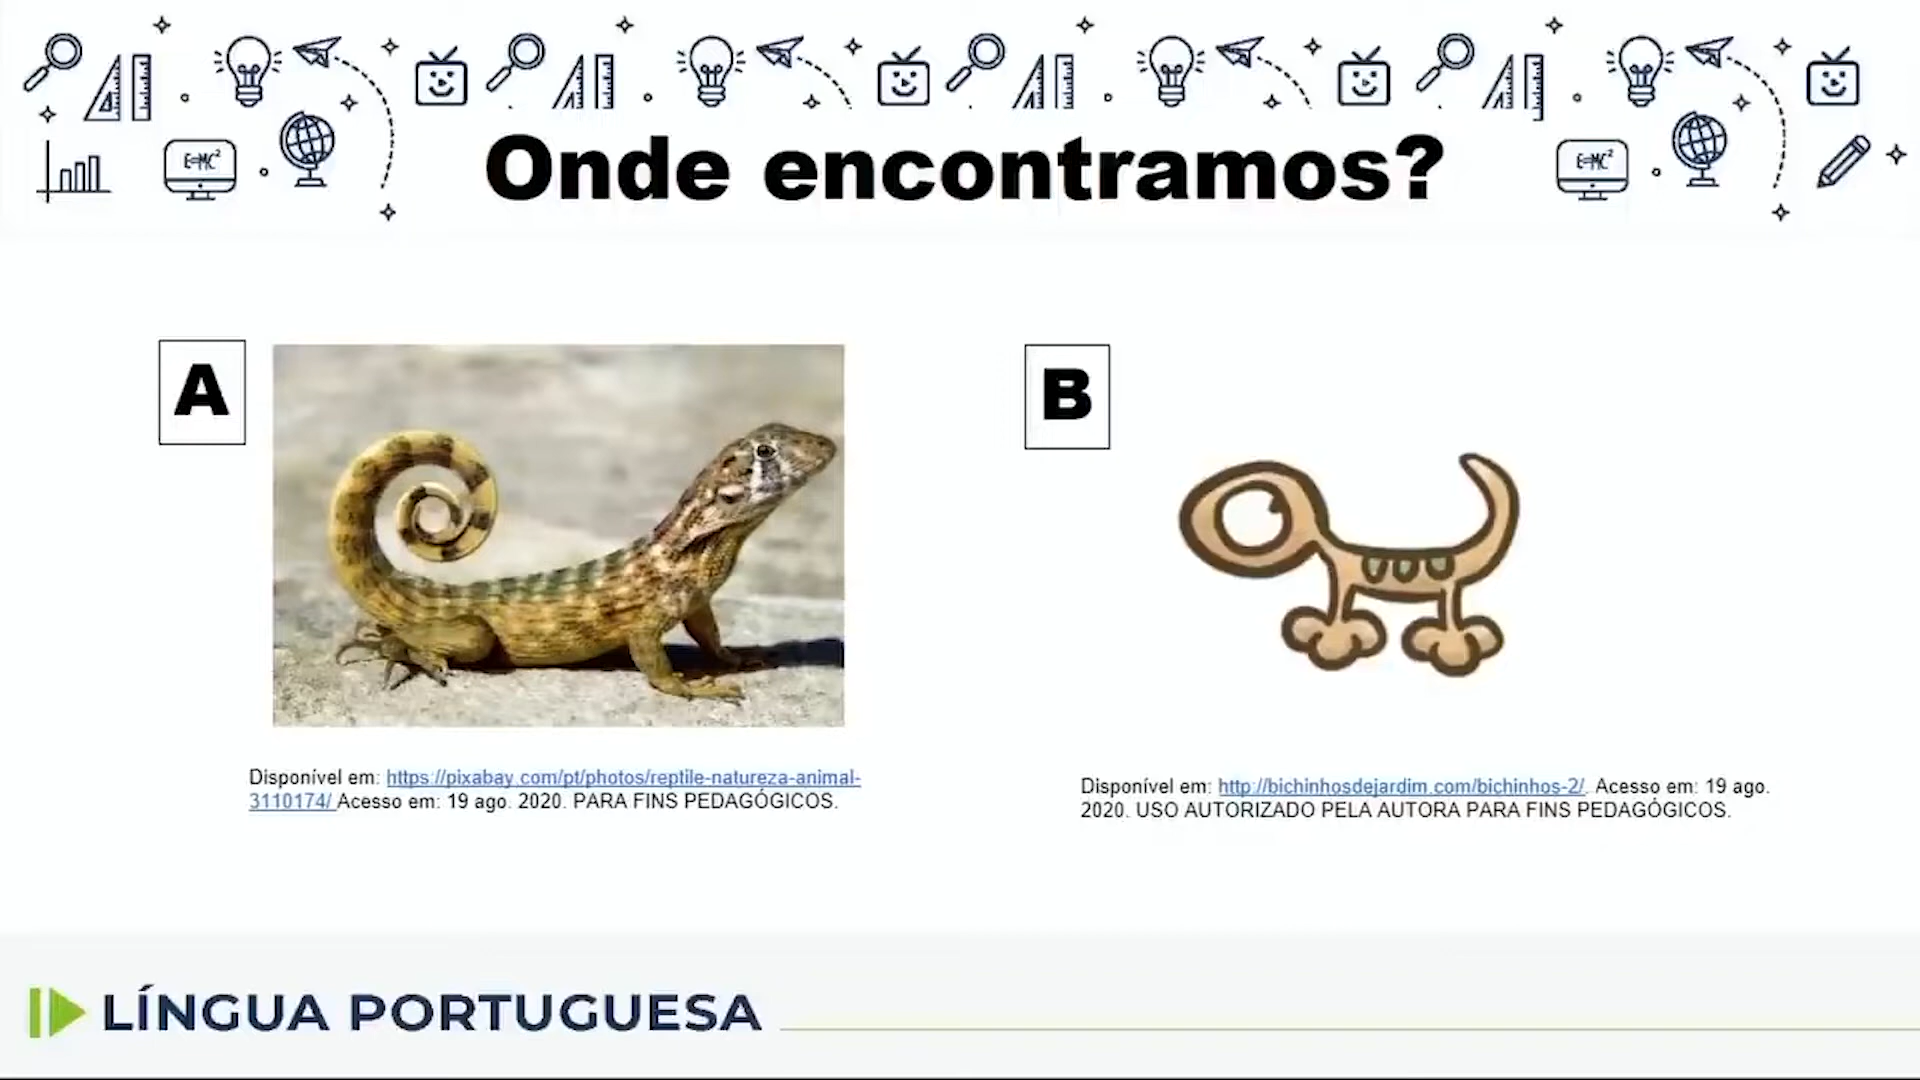 E=MC²
E=MC²
Onde encontramos?
A
B
Disponível em: https://pixabay.com/pt/photos/reptile-natureza-animal-
3110174/ Acesso em: 19 ago. 2020. PARA FINS PEDAGÓGICOS.
Disponível em: http://bichinhosdejardim.com/bichinhos-2/. Acesso em: 19 ago.
2020. USO AUTORIZADO PELA AUTORA PARA FINS PEDAGÓGICOS.
LÍNGUA PORTUGUESA